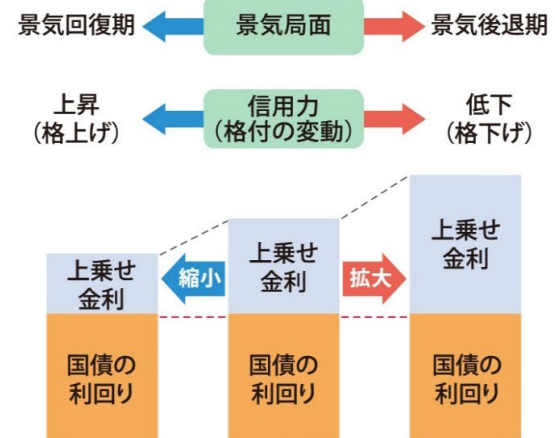 景気回復期
景気局面
景気後退期
上昇
(格上げ)
信用力
(格付の変動)
低下
(格下げ)
上乗せ
金利
縮小
上乗せ
金利
拡大
上乗せ
金利
国債の
利回り
国債の
利回り
国債の
利回り